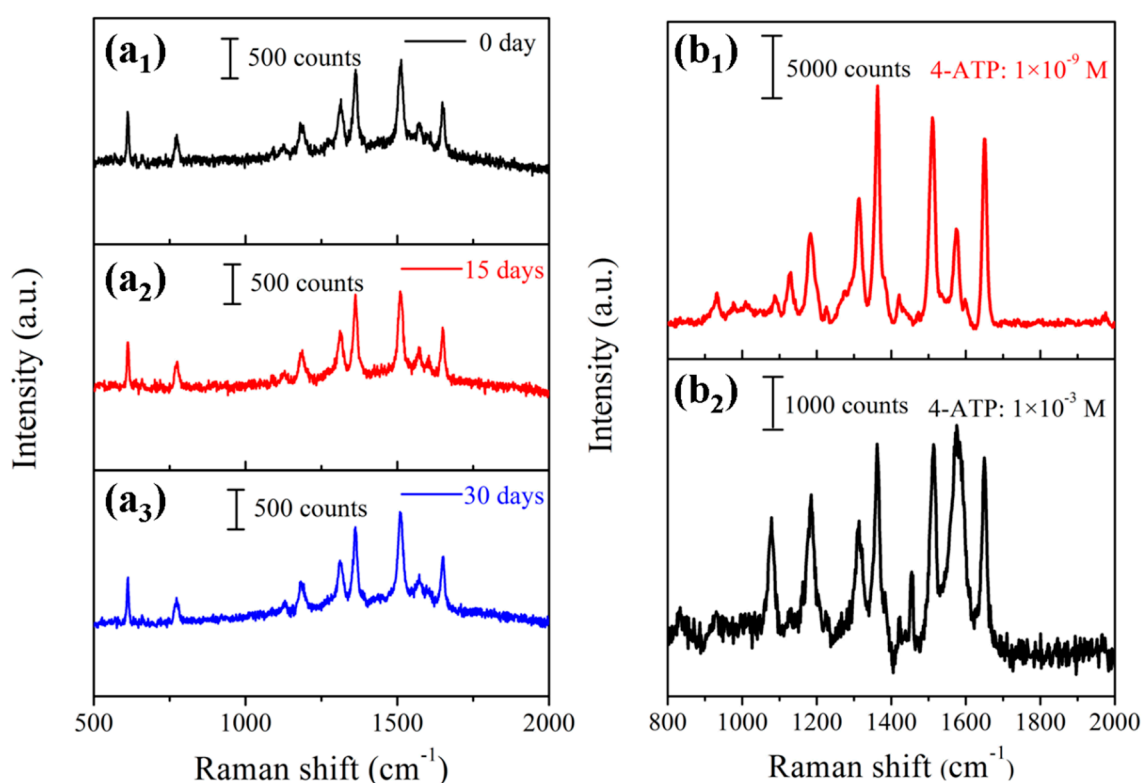 (a₁)
500 counts
0 day
(a₂)
500 counts
15 days
(a₃)
500 counts
30 days
Intensity (a.u.)
500 1000 1500 2000
Raman shift (cm⁻¹)
(b₁)
5000 counts
4-ATP: 1×10⁻⁹ M
(b₂)
1000 counts
4-ATP: 1×10⁻³ M
Intensity (a.u.)
800 1000 1200 1400 1600 1800 2000
Raman shift (cm⁻¹)